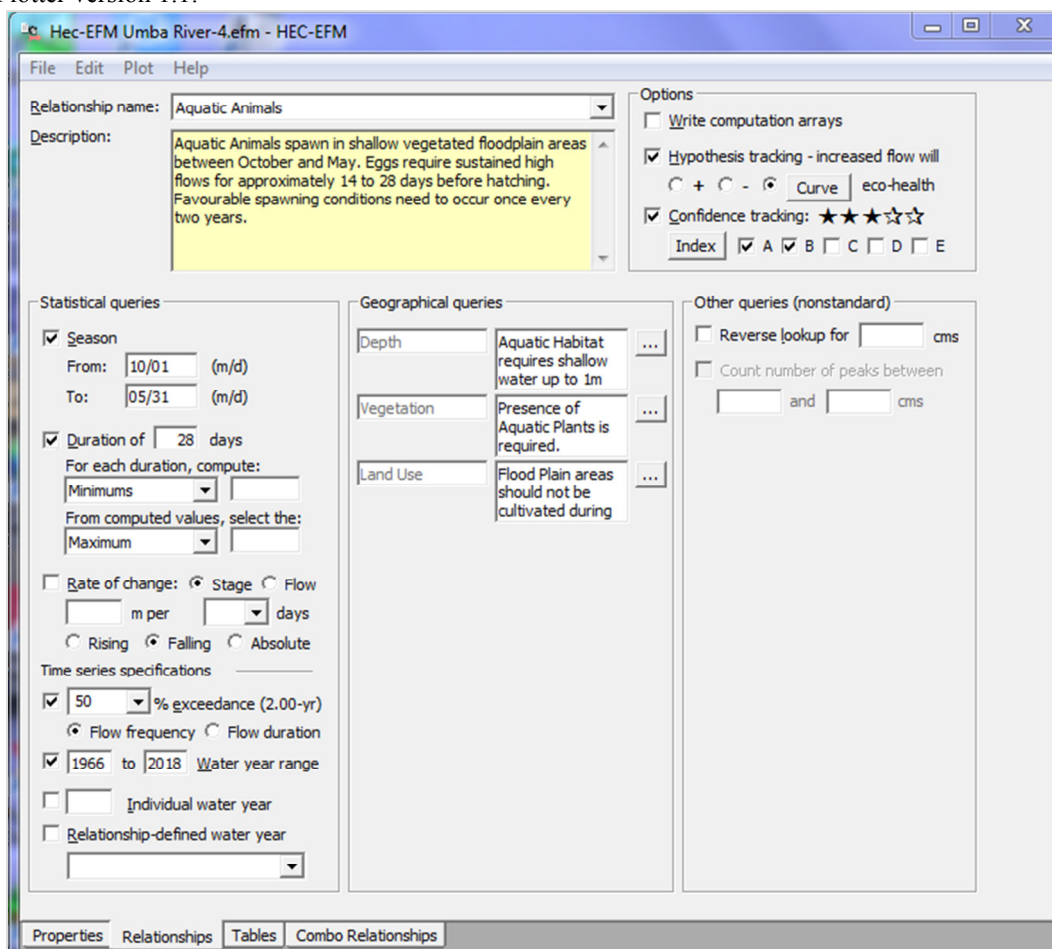 Plotter version 1.1.
Hec-EFM Umba River-4.efm - HEC-EFM
File Edit Plot Help
Relationship name: Aquatic Animals
Description:
Aquatic Animals spawn in shallow vegetated floodplain areas
between October and May. Eggs require sustained high
flows for approximately 14 to 28 days before hatching.
Favourable spawning conditions need to occur once every
two years.
Options
Write computation arrays
Hypothesis tracking - increased flow will
+ - Curve eco-health
Confidence tracking: ★★★☆☆
Index A B C D E
Statistical queries
Season
From: 10/01 (m/d)
To: 05/31 (m/d)
Duration of 28 days
For each duration, compute:
Minimums
From computed values, select the:
Maximum
Rate of change: Stage Flow
m per days
Rising Falling Absolute
Time series specifications
50 % exceedance (2.00-yr)
Flow frequency Flow duration
1966 to 2018 Water year range
Individual water year
Relationship-defined water year
Geographical queries
Depth
Aquatic Habitat
requires shallow
water up to 1m
...
Vegetation
Presence of
Aquatic Plants is
required.
...
Land Use
Flood Plain areas
should not be
cultivated during
...
Other queries (nonstandard)
Reverse lookup for cms
Count number of peaks between
and cms
Properties Relationships Tables Combo Relationships